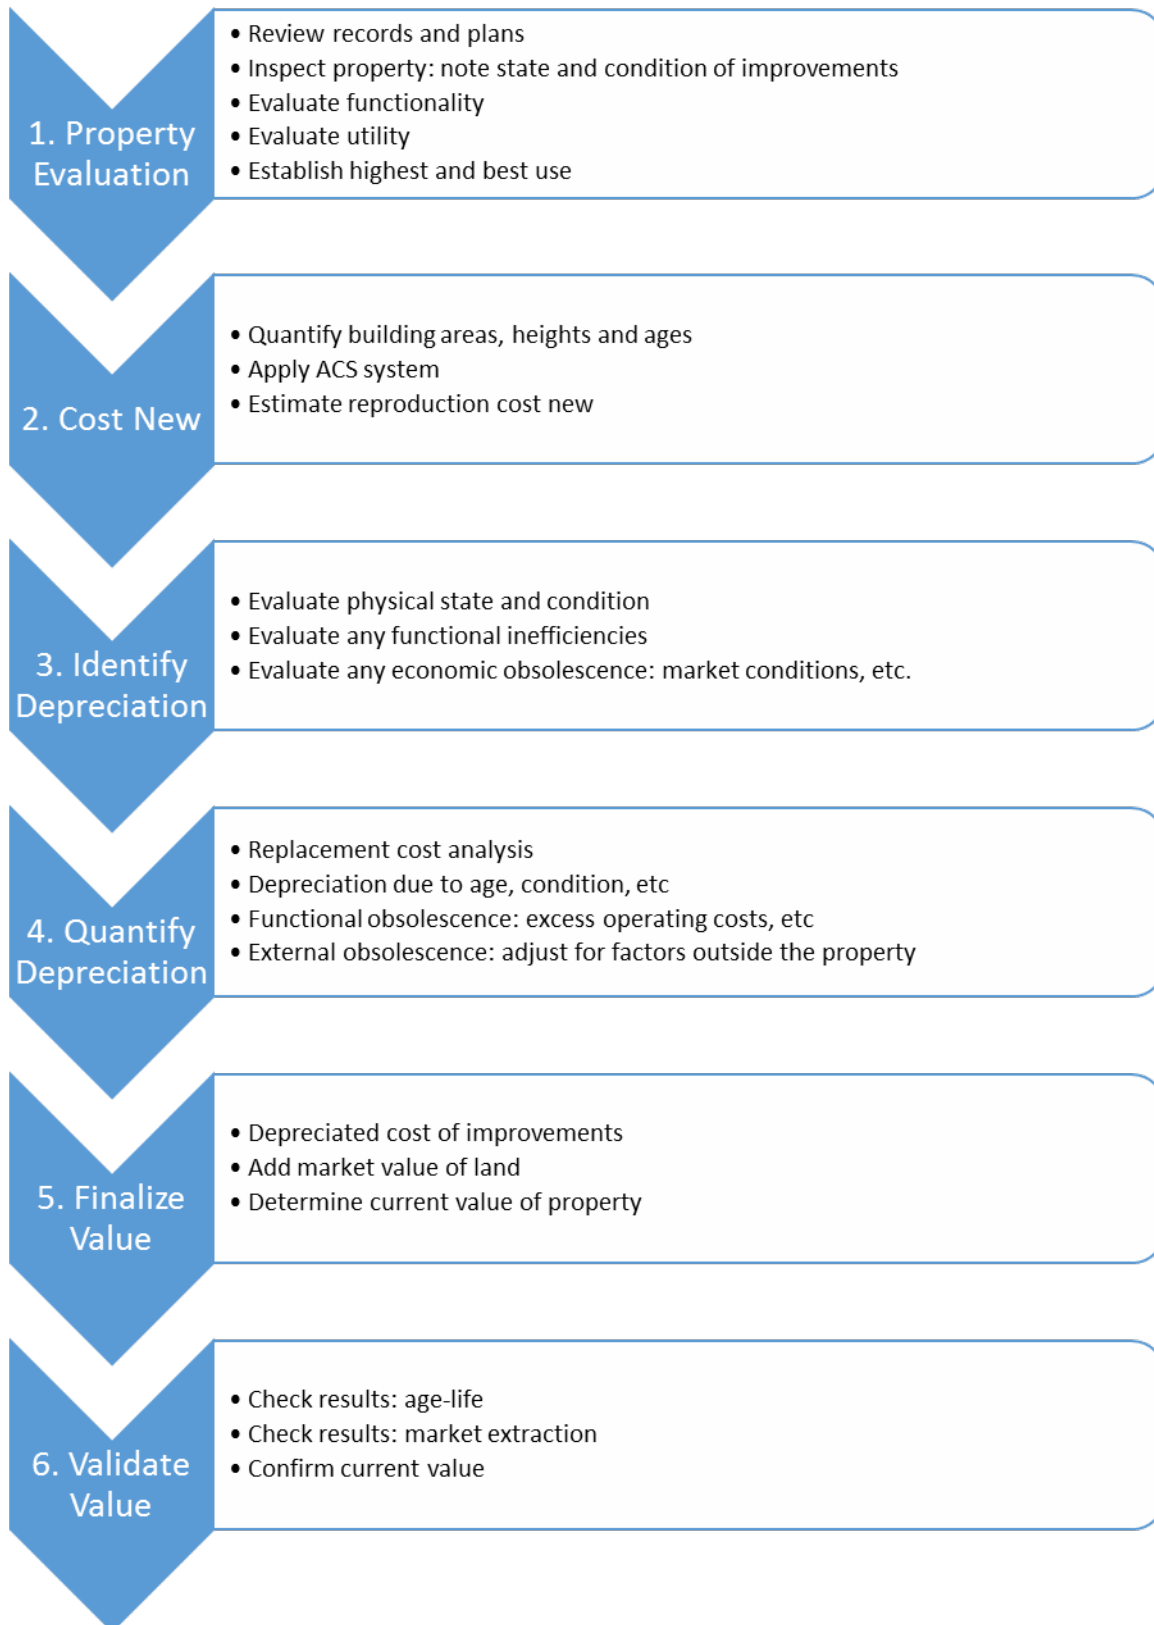 1. Property
Evaluation
• Review records and plans
• Inspect property: note state and condition of improvements
• Evaluate functionality
• Evaluate utility
• Establish highest and best use
2. Cost New
• Quantify building areas, heights and ages
• Apply ACS system
• Estimate reproduction cost new
3. Identify
Depreciation
• Evaluate physical state and condition
• Evaluate any functional inefficiencies
• Evaluate any economic obsolescence: market conditions, etc.
4. Quantify
Depreciation
• Replacement cost analysis
• Depreciation due to age, condition, etc
• Functional obsolescence: excess operating costs, etc
• External obsolescence: adjust for factors outside the property
5. Finalize
Value
• Depreciated cost of improvements
• Add market value of land
• Determine current value of property
6. Validate
Value
• Check results: age-life
• Check results: market extraction
• Confirm current value